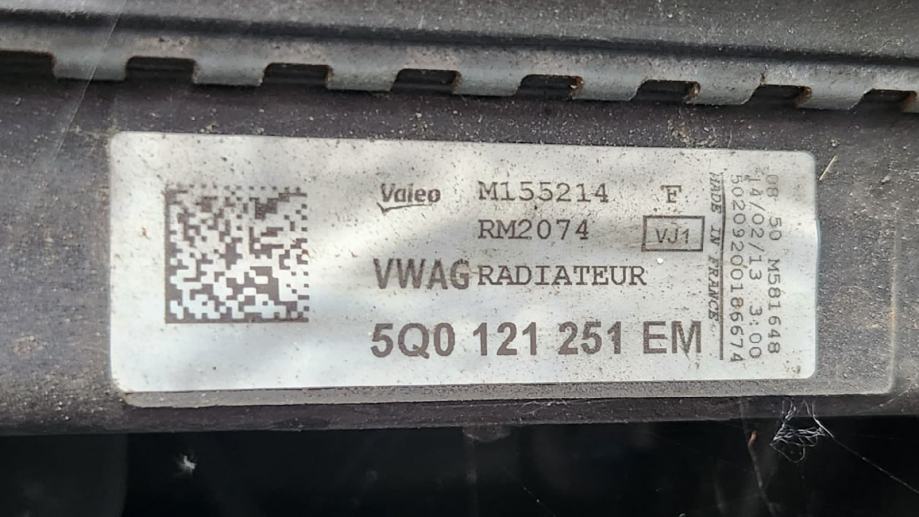 Valeo M155214 F
RM2074 VJ1
VWAG RADIATEUR
5Q0 121 251 EM
MADE IN FRANCE
08 50 M581648
14/02/13 3:00
50209200186674